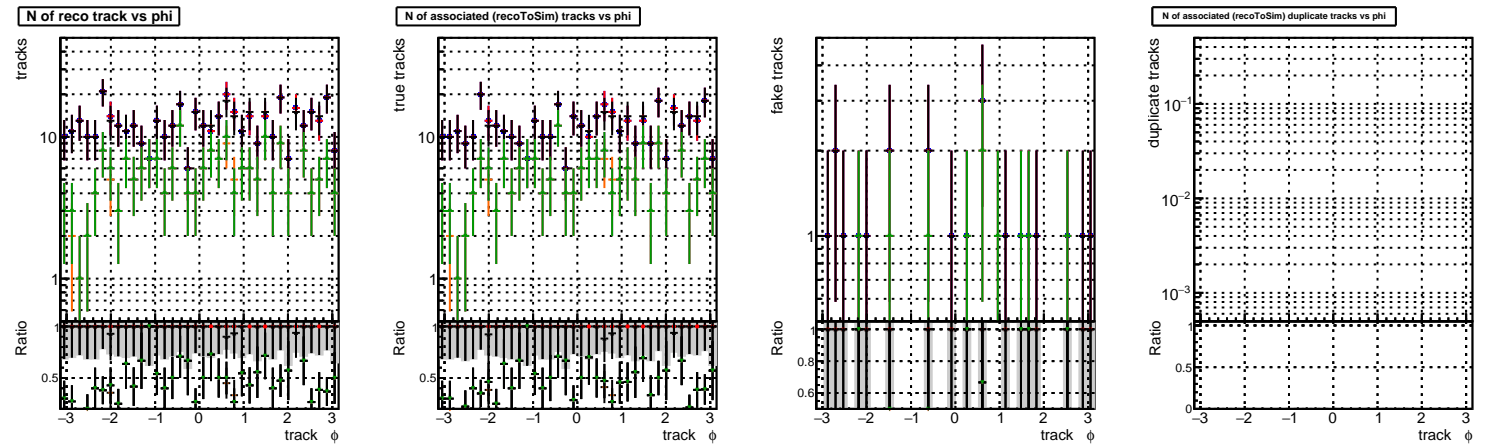 N of reco track vs phi
tracks
10
1
Ratio
1
0.5
−3 −2 −1 0 1 2 3
track ϕ
N of associated (recoToSim) tracks vs phi
true tracks
10
1
Ratio
1
0.5
−3 −2 −1 0 1 2 3
track ϕ
fake tracks
1
Ratio
1
0.8
0.6
−3 −2 −1 0 1 2 3
track ϕ
N of associated (recoToSim) duplicate tracks vs phi
duplicate tracks
10⁻¹
10⁻²
10⁻³
Ratio
1
0.5
0
−3 −2 −1 0 1 2 3
track ϕ